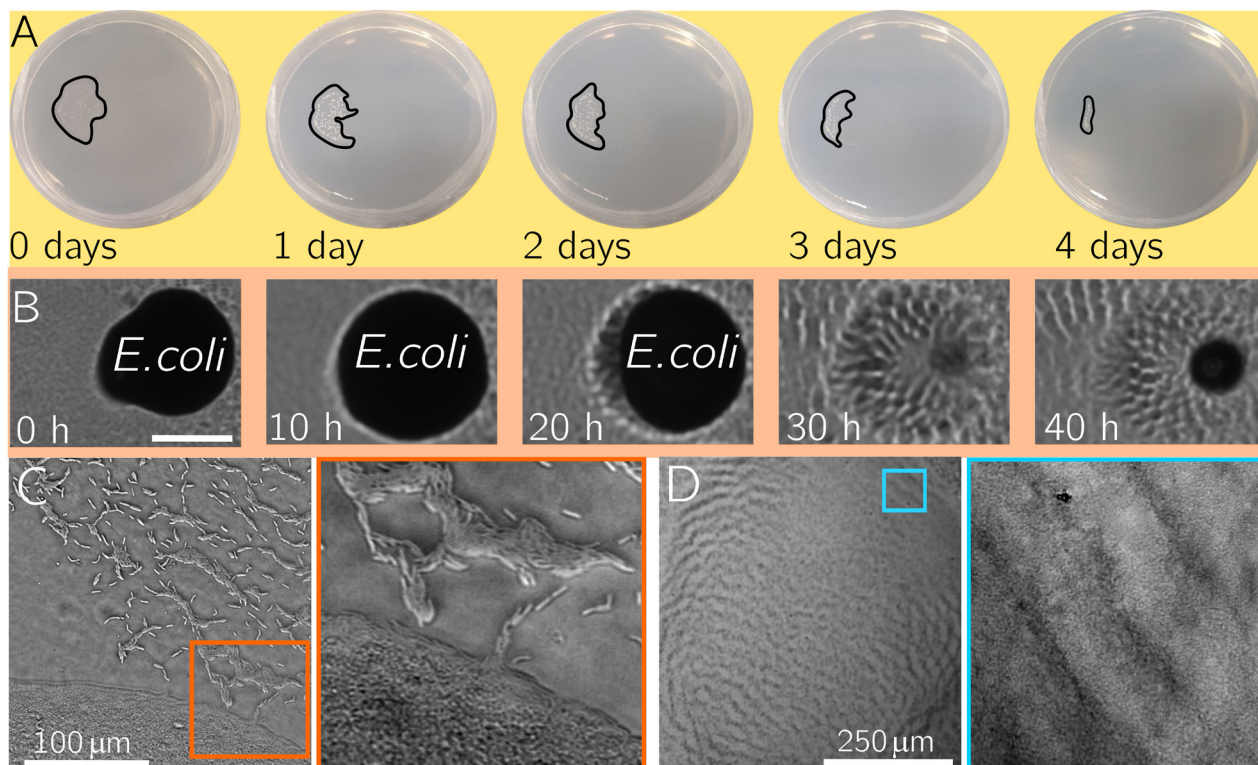 A
0 days
1 day
2 days
3 days
4 days
B
E.coli
E.coli
E.coli
0 h
10 h
20 h
30 h
40 h
C
D
100 μm
250 μm